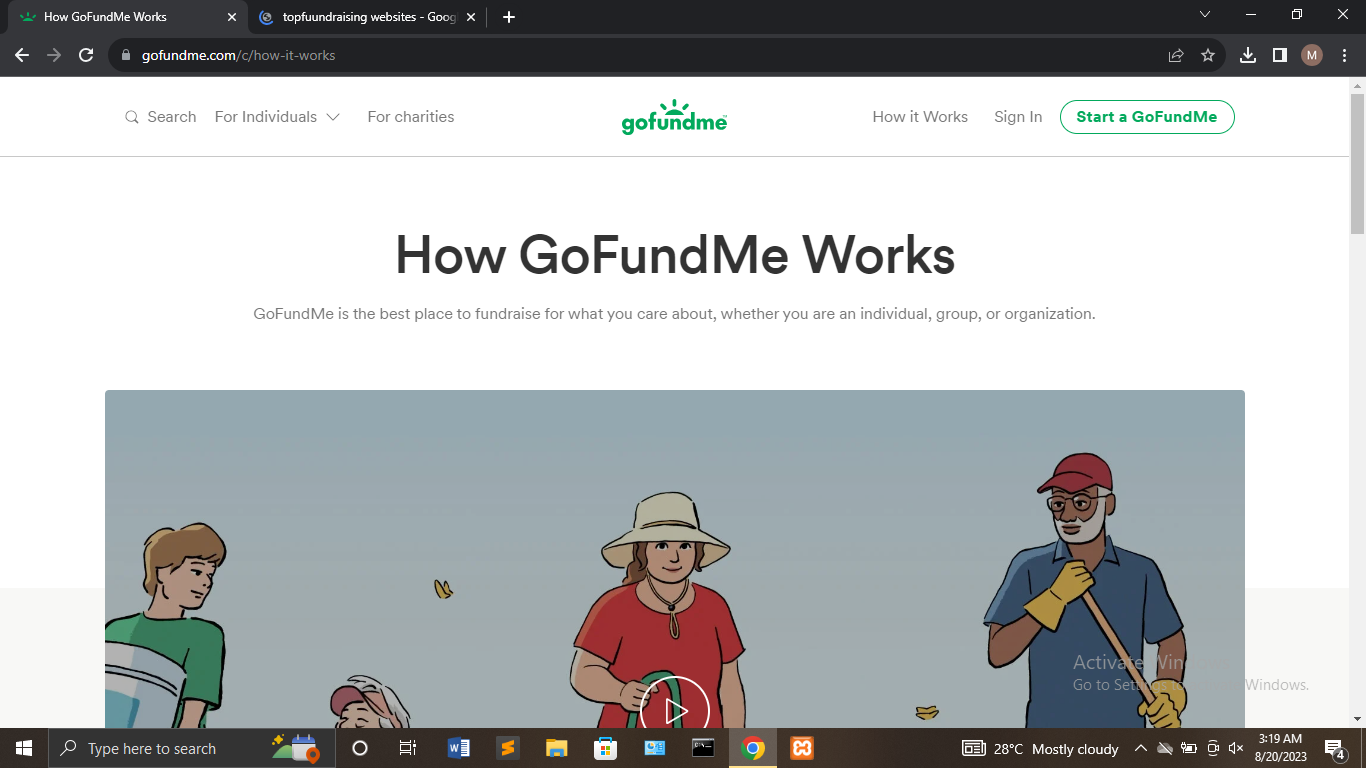 How GoFundMe Works
topfuundraising websites - Goog
gofundme.com/c/how-it-works
M
Search
For Individuals
For charities
gofundme
How it Works
Sign In
Start a GoFundMe
How GoFundMe Works
GoFundMe is the best place to fundraise for what you care about, whether you are an individual, group, or organization.
Activate Win
Go to Settings to Windows.
Type here to search
28°C Mostly cloudy
3:19 AM
8/20/2023
4